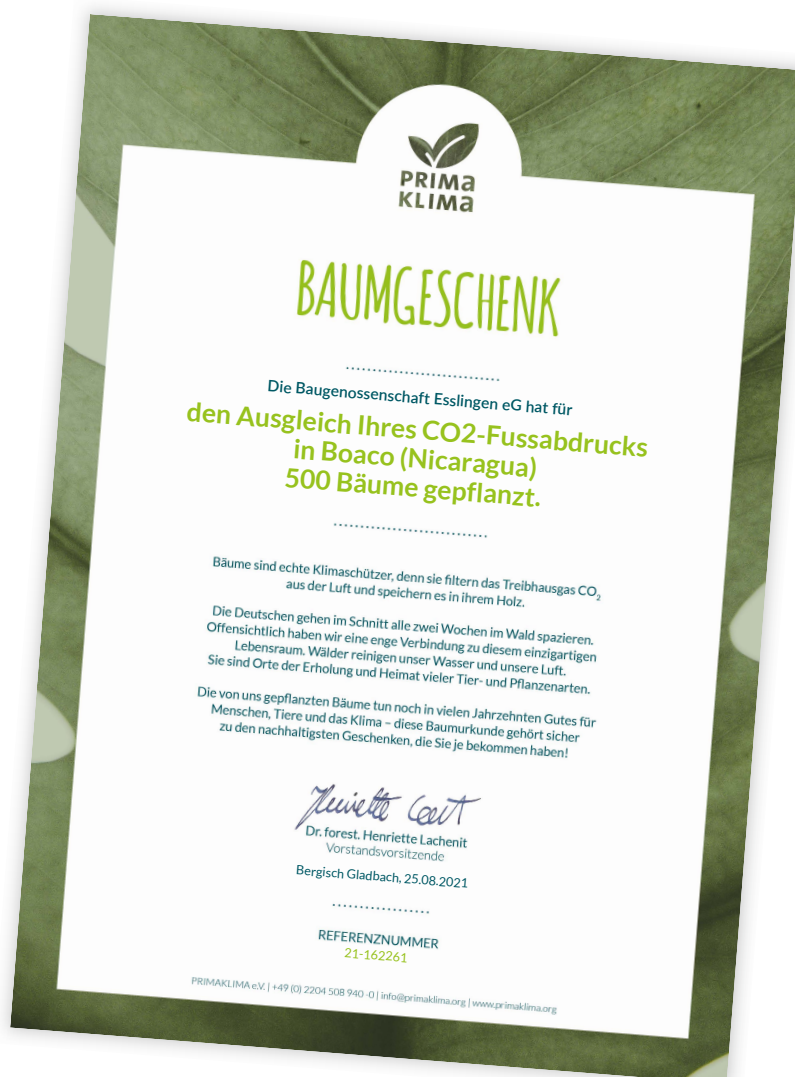 PRIMa
KLIMa
BAUMGESCHENK
Die Baugenossenschaft Esslingen eG hat für
den Ausgleich Ihres CO2-Fussabdrucks
in Boaco (Nicaragua)
500 Bäume gepflanzt.
Bäume sind echte Klimaschützer, denn sie filtern das Treibhausgas CO₂
aus der Luft und speichern es in ihrem Holz.
Die Deutschen gehen im Schnitt alle zwei Wochen im Wald spazieren.
Offensichtlich haben wir eine enge Verbindung zu diesem einzigartigen
Lebensraum. Wälder reinigen unser Wasser und unsere Luft.
Sie sind Orte der Erholung und Heimat vieler Tier- und Pflanzenarten.
Die von uns gepflanzten Bäume tun noch in vielen Jahrzehnten Gutes für
Menschen, Tiere und das Klima – diese Baumurkunde gehört sicher
zu den nachhaltigsten Geschenken, die Sie je bekommen haben!
Dr. forest. Henriette Lachenit
Vorstandsvorsitzende
Bergisch Gladbach, 25.08.2021
REFERENZNUMMER
21-162261
PRIMAKLIMA e.V. | +49 (0) 2204 508 940 -0 | info@primaklima.org | www.primaklima.org